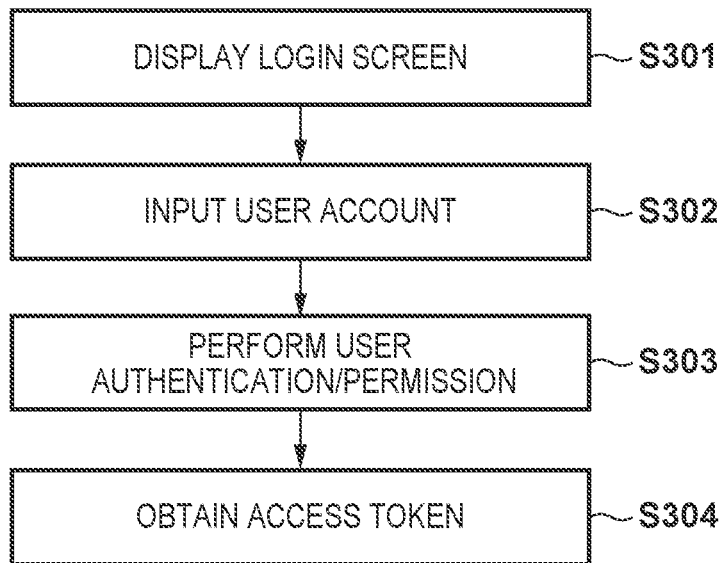 DISPLAY LOGIN SCREEN
S301
INPUT USER ACCOUNT
S302
PERFORM USER
AUTHENTICATION/PERMISSION
S303
OBTAIN ACCESS TOKEN
S304